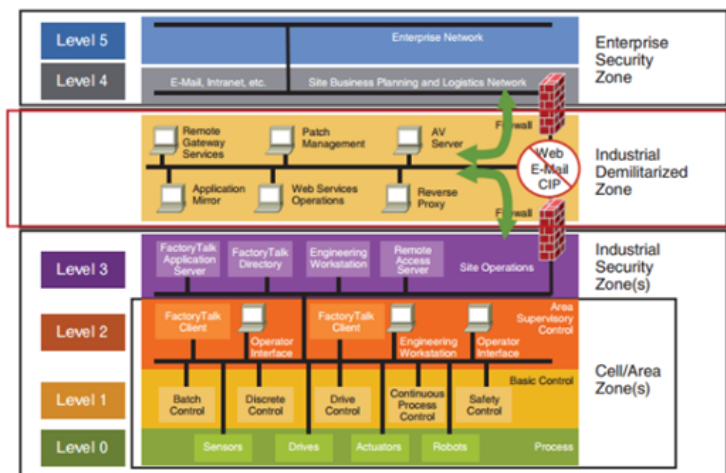 Level 5
Enterprise Network
Enterprise
Security
Zone
Level 4
E-Mail, Intranet, etc.
Site Business Planning and Logistics Network
Firewall
Remote
Gateway
Services
Patch
Management
AV
Server
Web
E-Mail
CIP
Industrial
Demilitarized
Zone
Application
Mirror
Web Services
Operations
Reverse
Proxy
Firewall
Level 3
FactoryTalk
Application
Server
FactoryTalk
Directory
Engineering
Workstation
Remote
Access
Server
Site Operations
Industrial
Security
Zone(s)
Level 2
FactoryTalk
Client
Operator
Interface
FactoryTalk
Client
Engineering
Workstation
Operator
Interface
Area
Supervisory
Control
Cell/Area
Zone(s)
Level 1
Basic Control
Batch
Control
Discrete
Control
Drive
Control
Continuous
Process
Control
Safety
Control
Level 0
Sensors
Drives
Actuators
Robots
Process